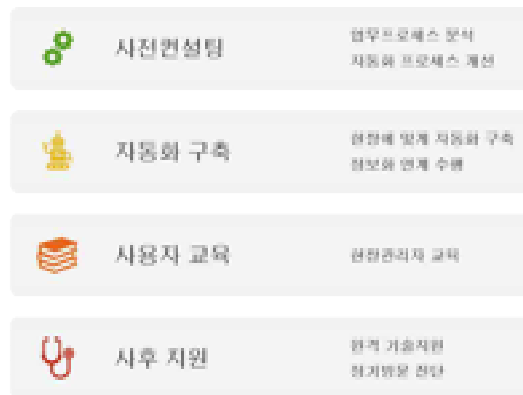 사전컨설팅
업무프로세스 분석
자동화 프로세스 개선
자동화 구축
현장에 맞게 자동화 구축
정보화 연계 수행
사용자 교육
현장관리자 교육
사후 지원
원격 기술지원
정기방문 진단